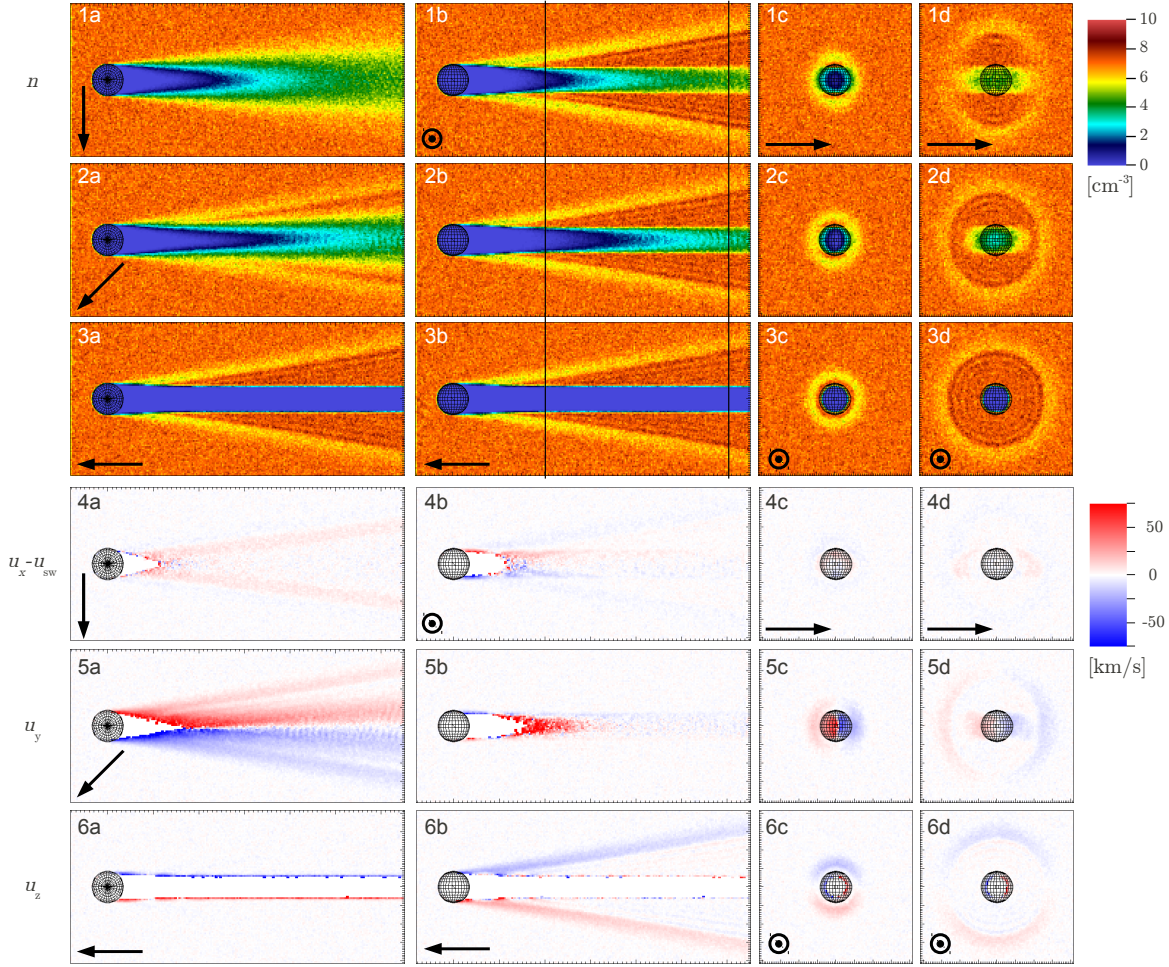 1a 1b 1c 1d
n
10
8
6
4
2
0
[cm⁻³]
2a 2b 2c 2d
3a 3b 3c 3d
4a 4b 4c 4d
uₓ-u_sw
50
0
-50
[km/s]
5a 5b 5c 5d
u_y
6a 6b 6c 6d
u_z